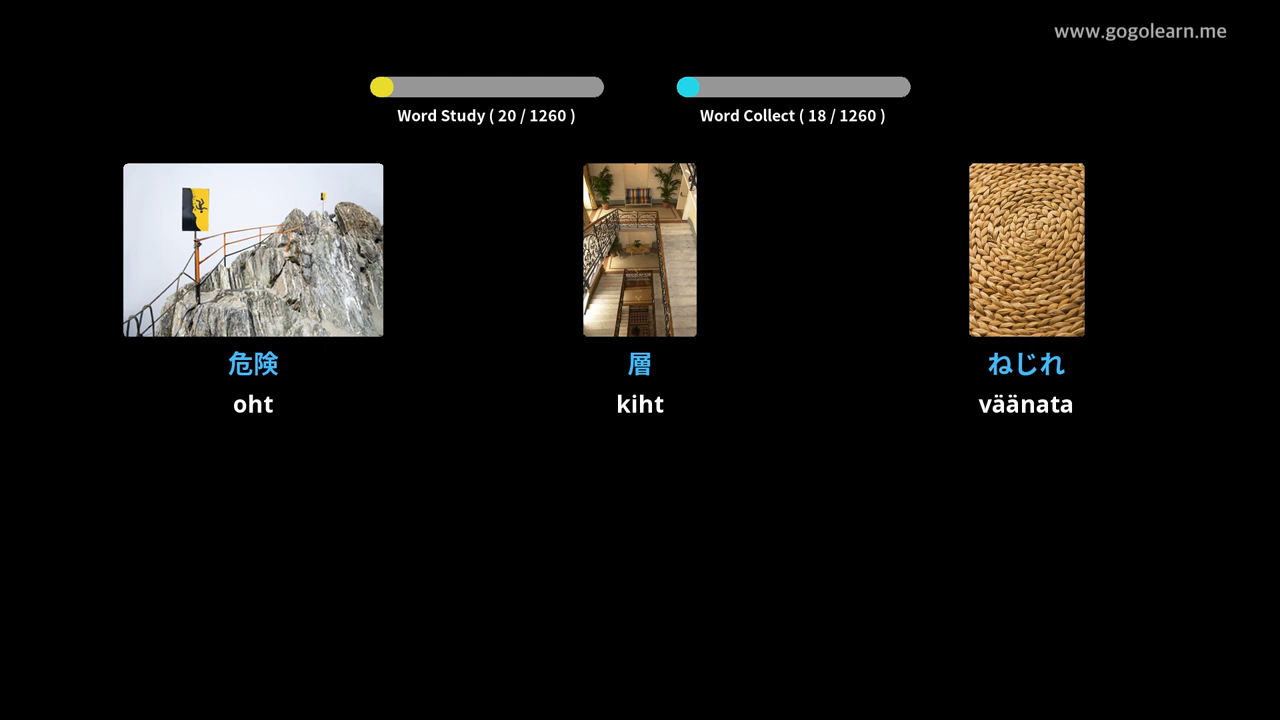 www.gogolearn.me
Word Study ( 20 / 1260 )
Word Collect ( 18 / 1260 )
危険
層
ねじれ
oht
kiht
väänata